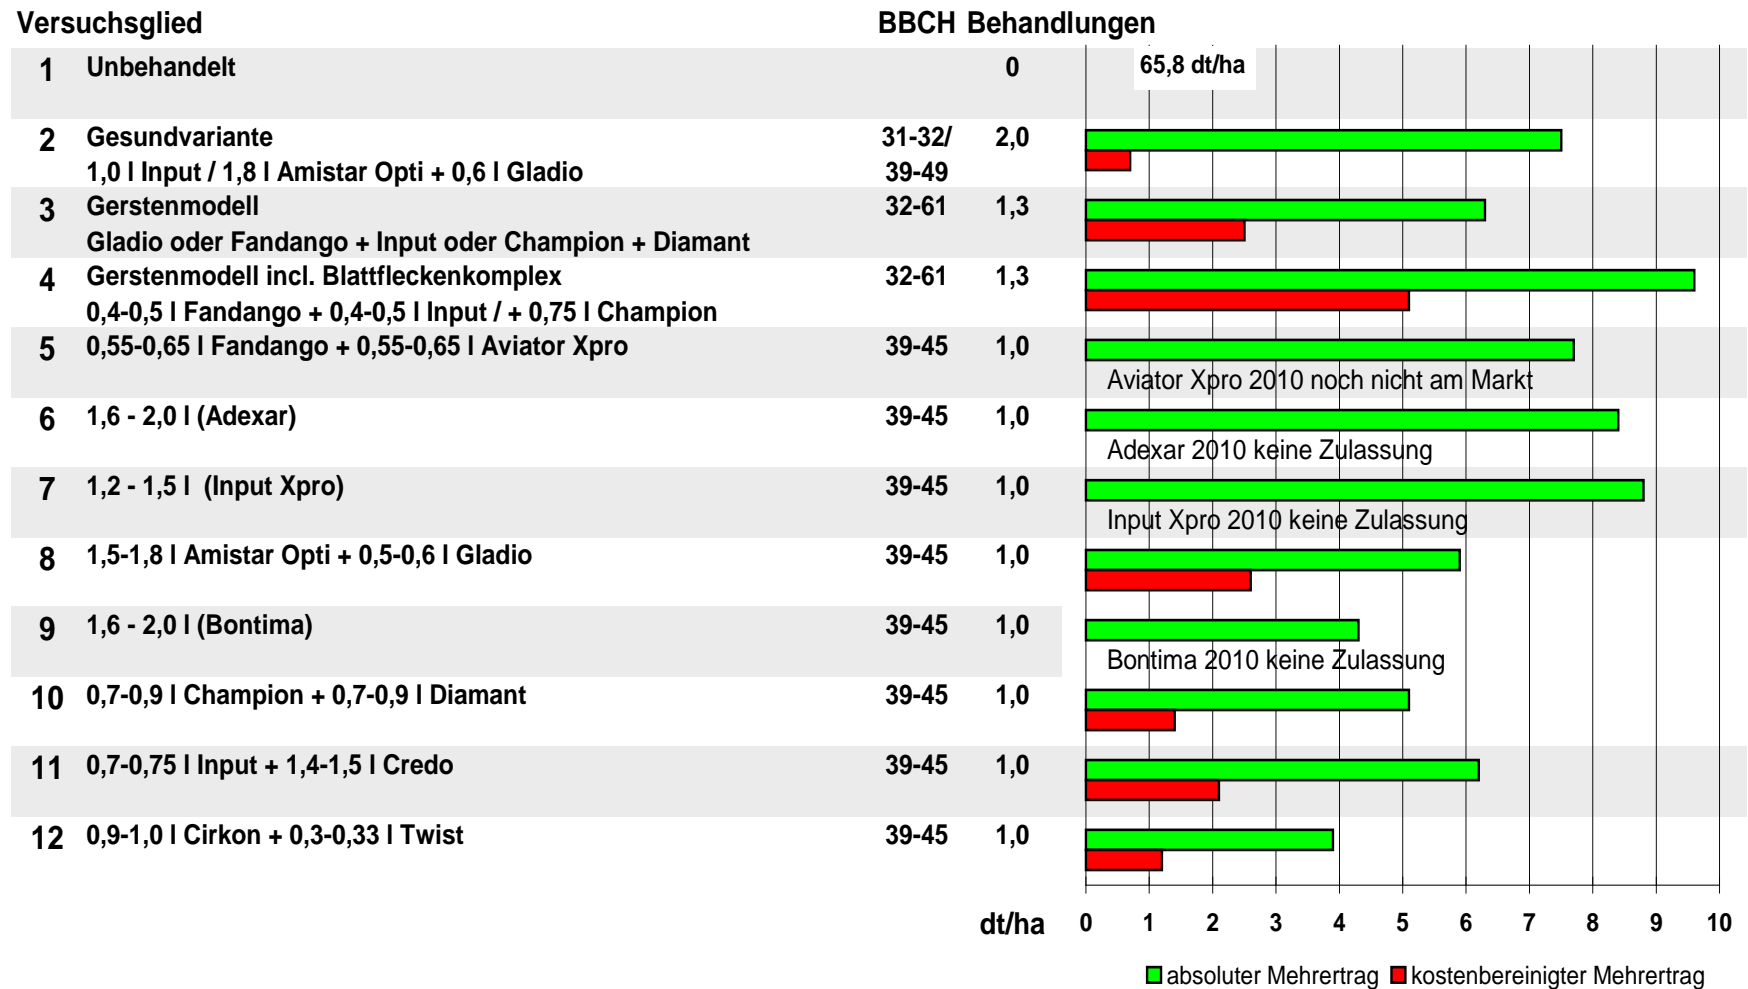 Versuchsglied BBCH Behandlungen
1 Unbehandelt 0 65,8 dt/ha
2 Gesundvariante 31-32/ 2,0
1,0 l Input / 1,8 l Amistar Opti + 0,6 l Gladio 39-49
3 Gerstenmodell 32-61 1,3
Gladio oder Fandango + Input oder Champion + Diamant
4 Gerstenmodell incl. Blattfleckenkomplex 32-61 1,3
0,4-0,5 l Fandango + 0,4-0,5 l Input / + 0,75 l Champion
5 0,55-0,65 l Fandango + 0,55-0,65 l Aviator Xpro 39-45 1,0
Aviator Xpro 2010 noch nicht am Markt
6 1,6 - 2,0 l (Adexar) 39-45 1,0
Adexar 2010 keine Zulassung
7 1,2 - 1,5 l (Input Xpro) 39-45 1,0
Input Xpro 2010 keine Zulassung
8 1,5-1,8 l Amistar Opti + 0,5-0,6 l Gladio 39-45 1,0
9 1,6 - 2,0 l (Bontima) 39-45 1,0
Bontima 2010 keine Zulassung
10 0,7-0,9 l Champion + 0,7-0,9 l Diamant 39-45 1,0
11 0,7-0,75 l Input + 1,4-1,5 l Credo 39-45 1,0
12 0,9-1,0 l Cirkon + 0,3-0,33 l Twist 39-45 1,0
dt/ha 0 1 2 3 4 5 6 7 8 9 10
absoluter Mehrertrag kostenbereinigter Mehrertrag